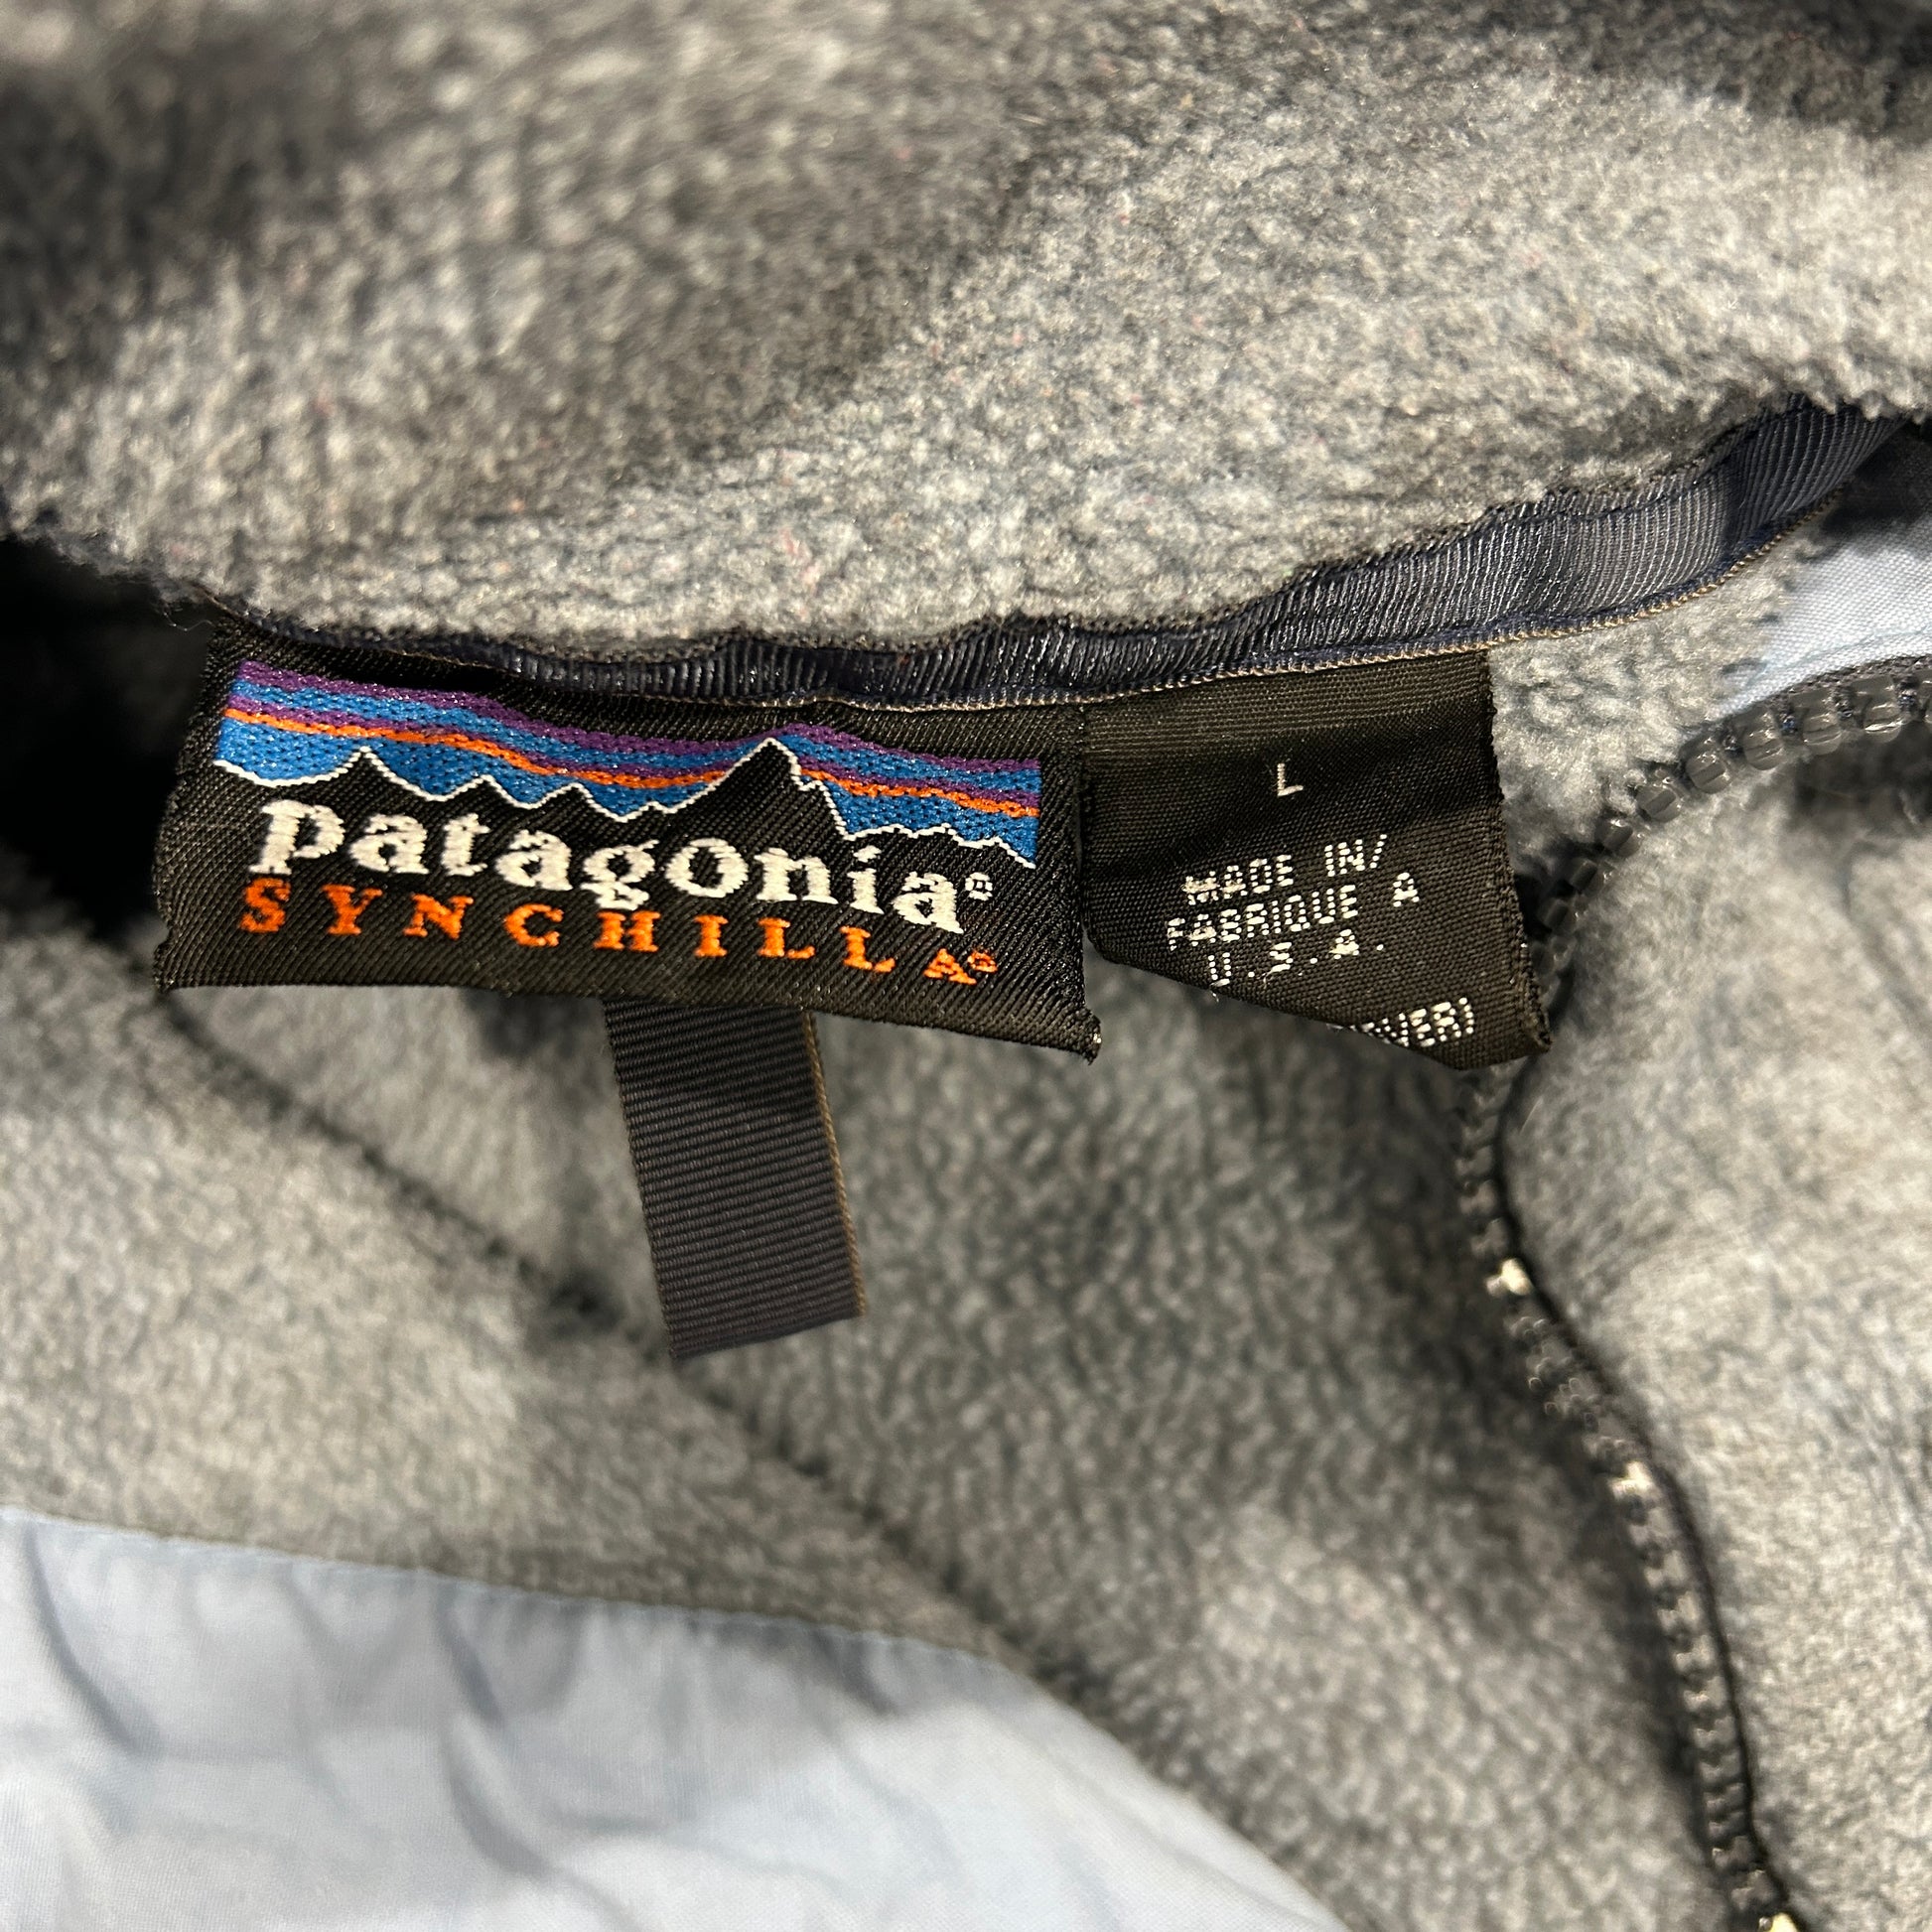 patagonia®
SYNCHILLA®
L
MADE IN/
FABRIQUE A
U.S.A.